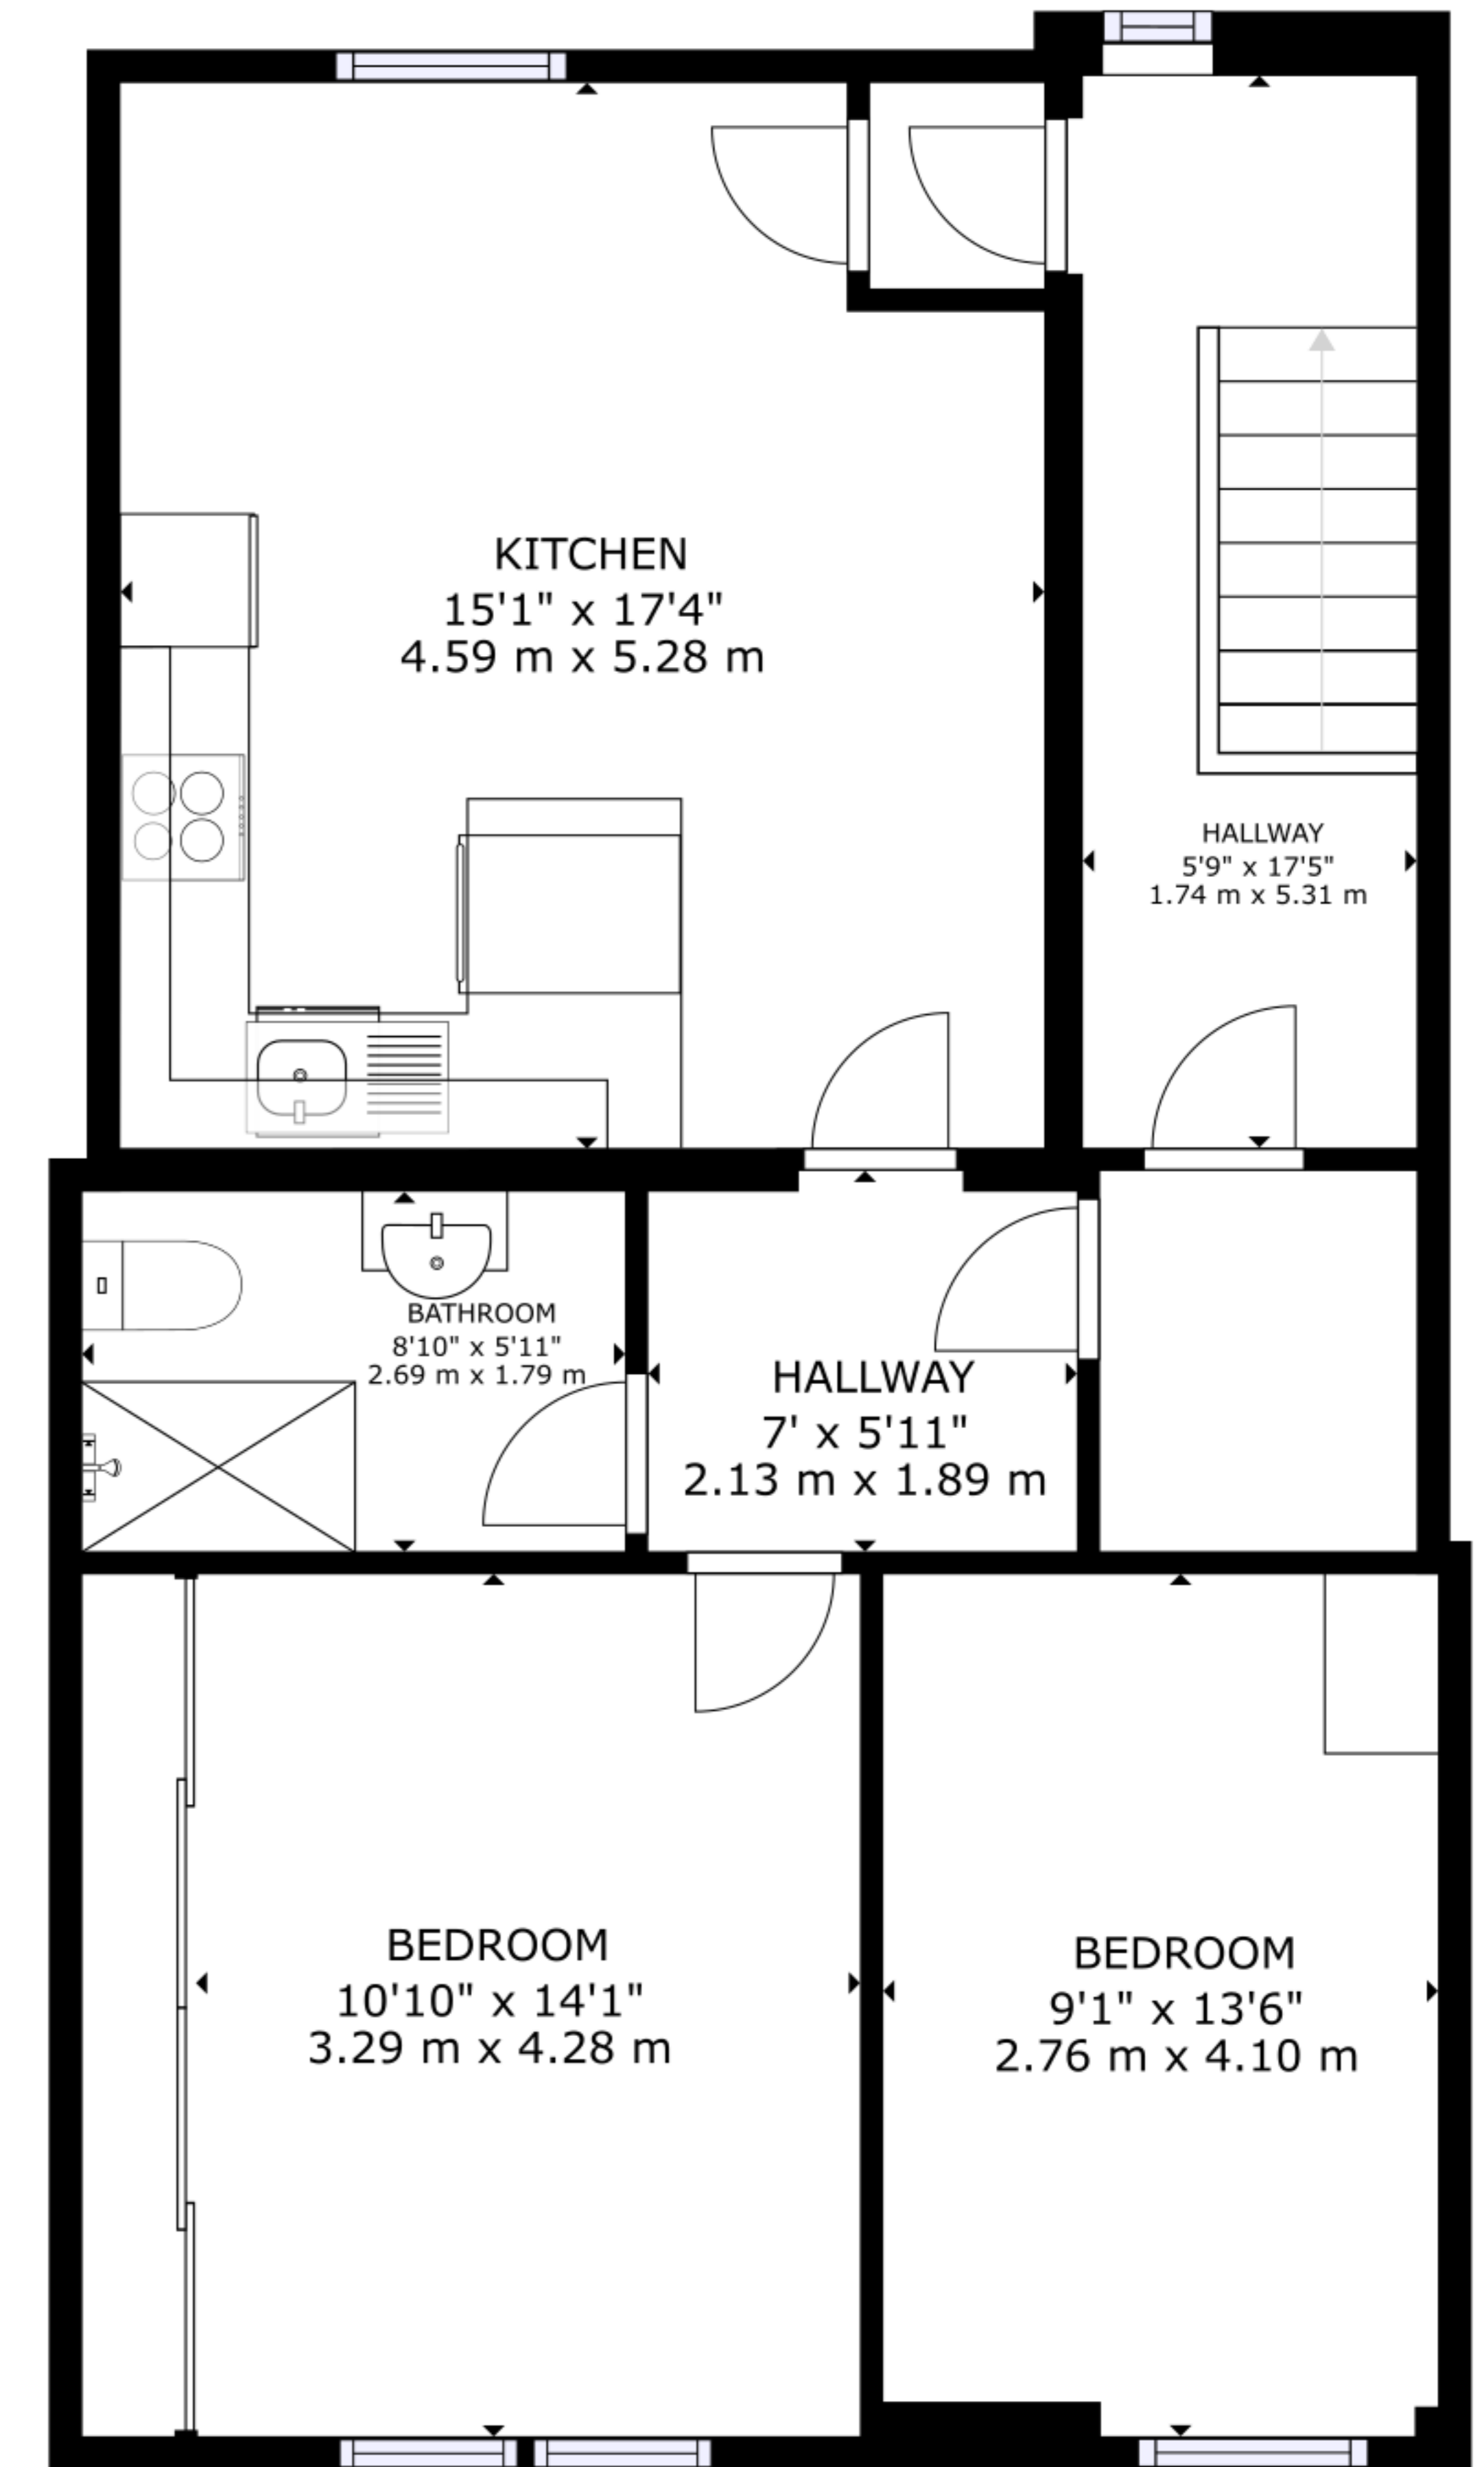 KITCHEN
15'1" x 17'4"
4.59 m x 5.28 m
HALLWAY
5'9" x 17'5"
1.74 m x 5.31 m
BATHROOM
8'10" x 5'11"
2.69 m x 1.79 m
HALLWAY
7' x 5'11"
2.13 m x 1.89 m
BEDROOM
10'10" x 14'1"
3.29 m x 4.28 m
BEDROOM
9'1" x 13'6"
2.76 m x 4.10 m